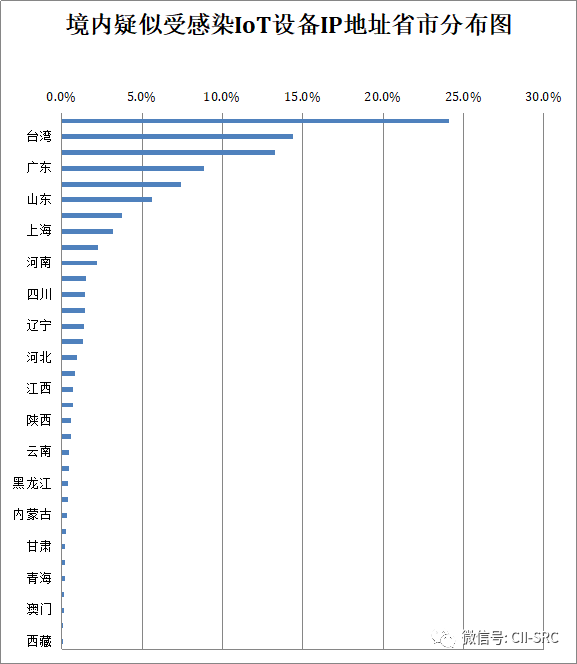 境内疑似受感染IoT设备IP地址省市分布图
0.0% 5.0% 10.0% 15.0% 20.0% 25.0% 30.0%
台湾
广东
山东
上海
河南
四川
辽宁
河北
江西
陕西
云南
黑龙江
内蒙古
甘肃
青海
澳门
西藏
微信号: CII-SRC